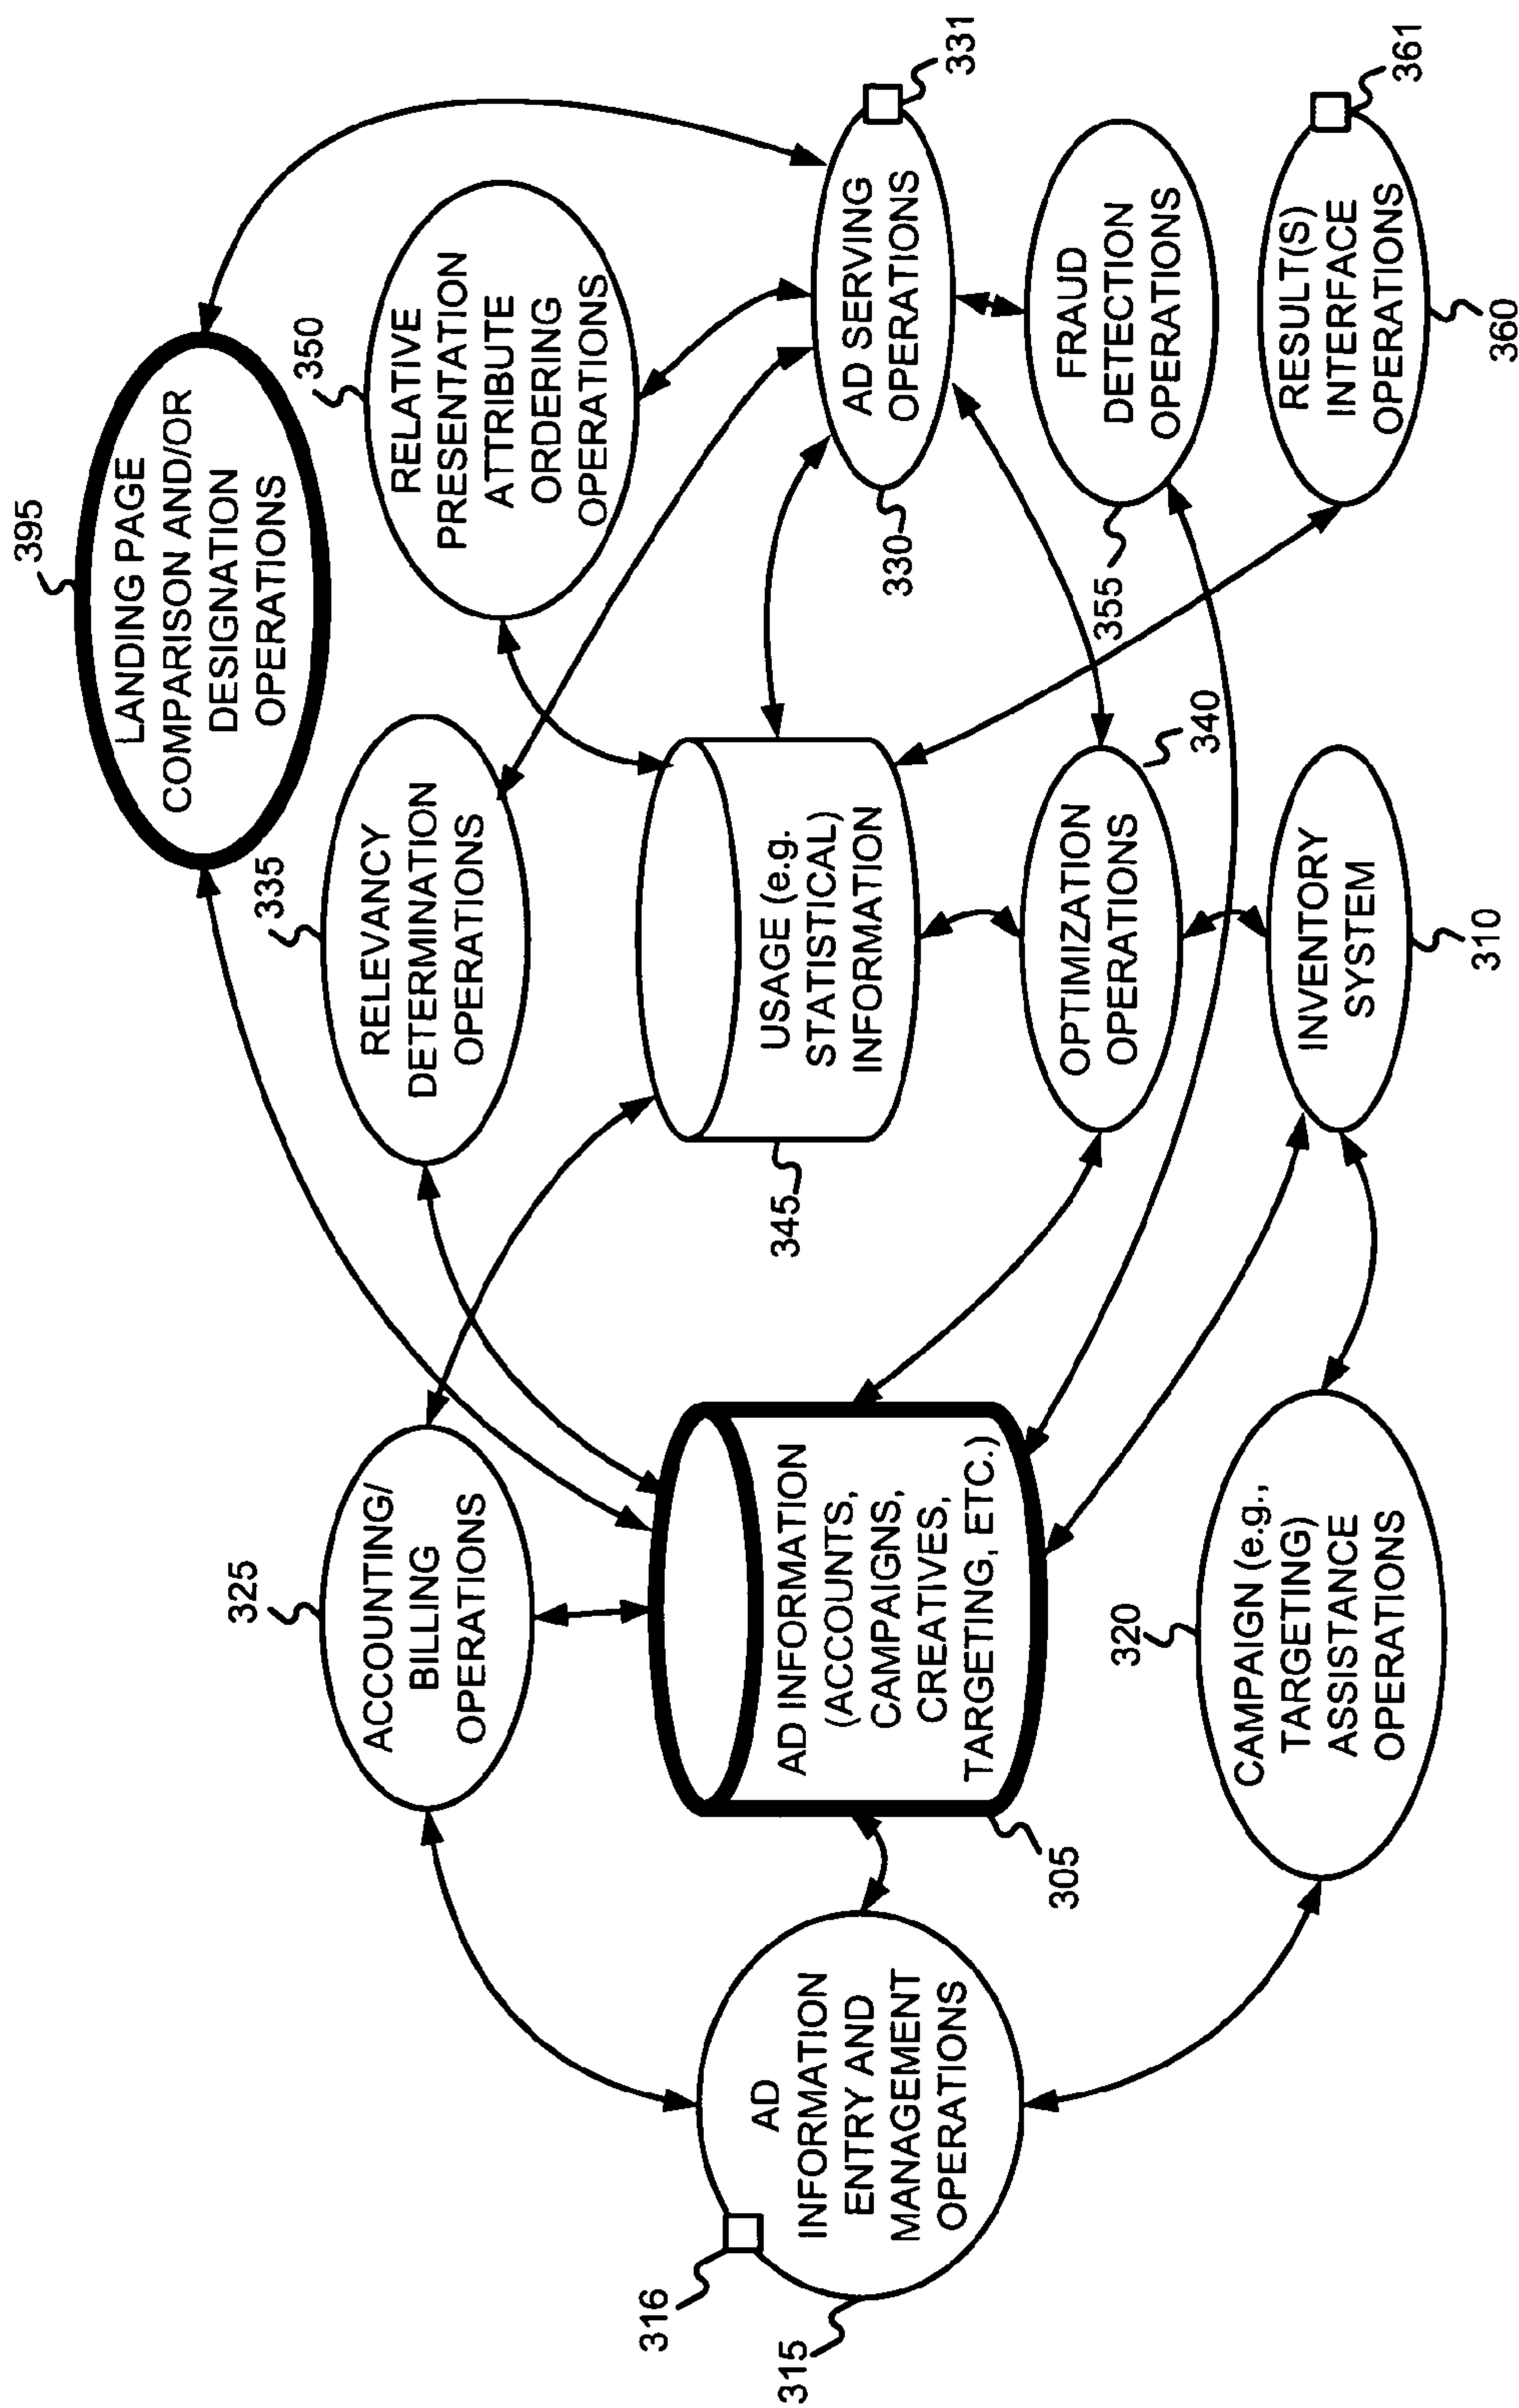 395
LANDING PAGE
COMPARISON AND/OR
DESIGNATION
OPERATIONS
350
RELATIVE
PRESENTATION
ATTRIBUTE
ORDERING
OPERATIONS
335
RELEVANCY
DETERMINATION
OPERATIONS
325
ACCOUNTING/
BILLING
OPERATIONS
316
315
AD
INFORMATION
ENTRY AND
MANAGEMENT
OPERATIONS
305
AD INFORMATION
(ACCOUNTS,
CAMPAIGNS,
CREATIVES,
TARGETING, ETC.)
345
USAGE (e.g.
STATISTICAL)
INFORMATION
330
AD SERVING
OPERATIONS
331
355
FRAUD
DETECTION
OPERATIONS
340
OPTIMIZATION
OPERATIONS
320
CAMPAIGN (e.g.,
TARGETING)
ASSISTANCE
OPERATIONS
310
INVENTORY
SYSTEM
360
RESULT(S)
INTERFACE
OPERATIONS
361